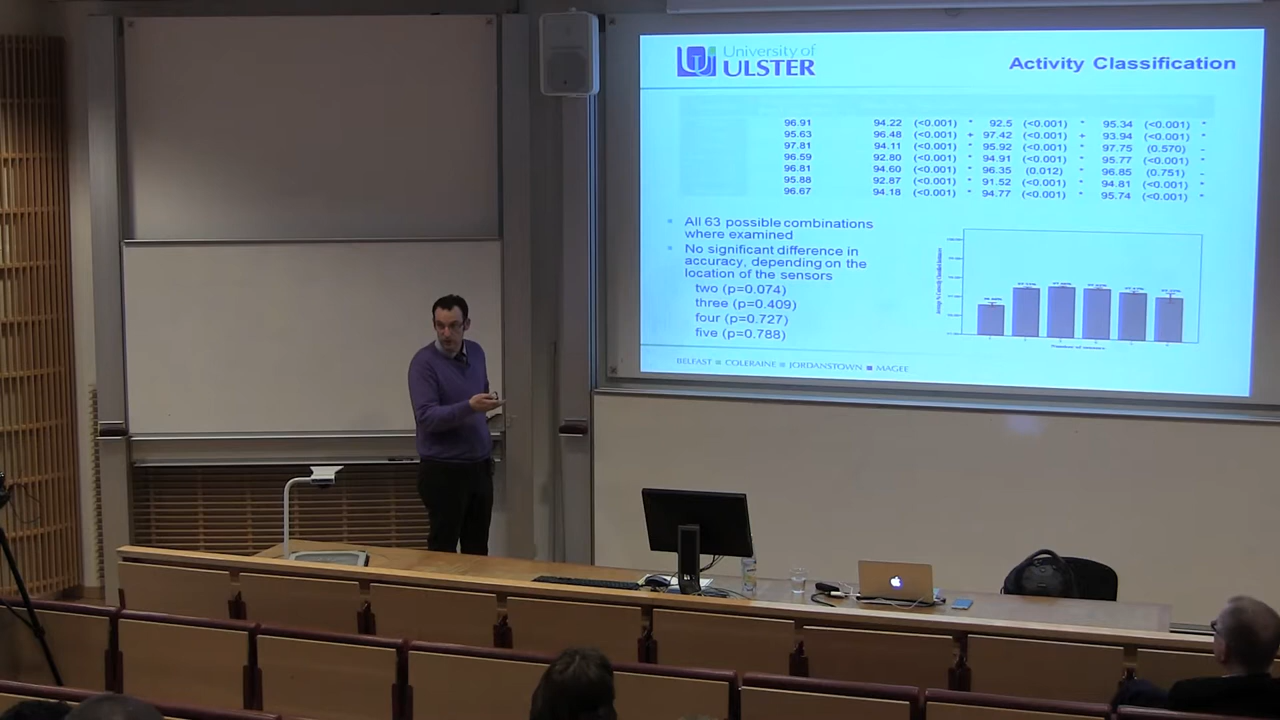 University of
ULSTER
Activity Classification
96.91 94.22 (<0.001) * 92.5 (<0.001) * 95.34 (<0.001) *
95.63 96.48 (<0.001) + 97.42 (<0.001) + 93.94 (<0.001) *
97.81 94.11 (<0.001) * 95.92 (<0.001) * 97.75 (0.570) -
96.59 92.80 (<0.001) * 94.91 (<0.001) * 95.77 (<0.001) *
96.81 94.60 (<0.001) * 96.35 (0.012) * 96.85 (0.751) -
95.88 92.87 (<0.001) * 91.52 (<0.001) * 94.81 (<0.001) *
96.67 94.18 (<0.001) * 94.77 (<0.001) * 95.74 (<0.001) *
All 63 possible combinations
where examined
No significant difference in
accuracy, depending on the
location of the sensors
two (p=0.074)
three (p=0.409)
four (p=0.727)
five (p=0.788)
Number of sensors
BELFAST COLERAINE JORDANSTOWN MAGEE